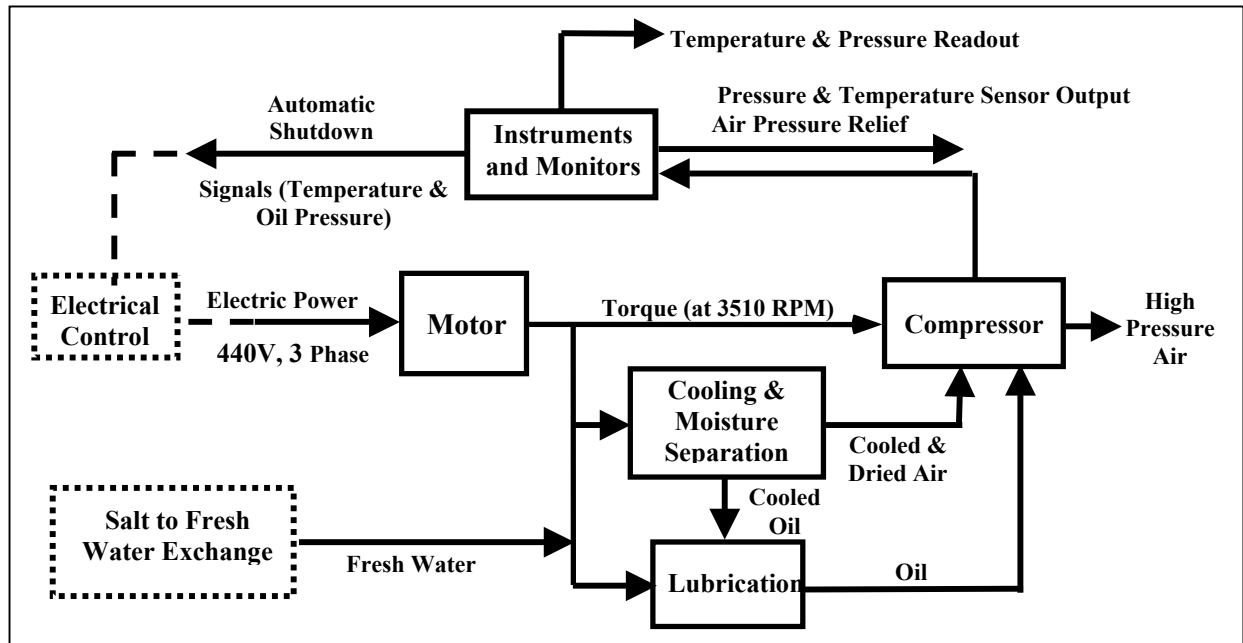 Temperature & Pressure Readout
Pressure & Temperature Sensor Output
Air Pressure Relief
Automatic
Shutdown
Instruments
and Monitors
Signals (Temperature &
Oil Pressure)
Electrical
Control
Electric Power
440V, 3 Phase
Motor
Torque (at 3510 RPM)
Compressor
High
Pressure
Air
Cooling &
Moisture
Separation
Cooled &
Dried Air
Cooled
Oil
Salt to Fresh
Water Exchange
Fresh Water
Lubrication
Oil